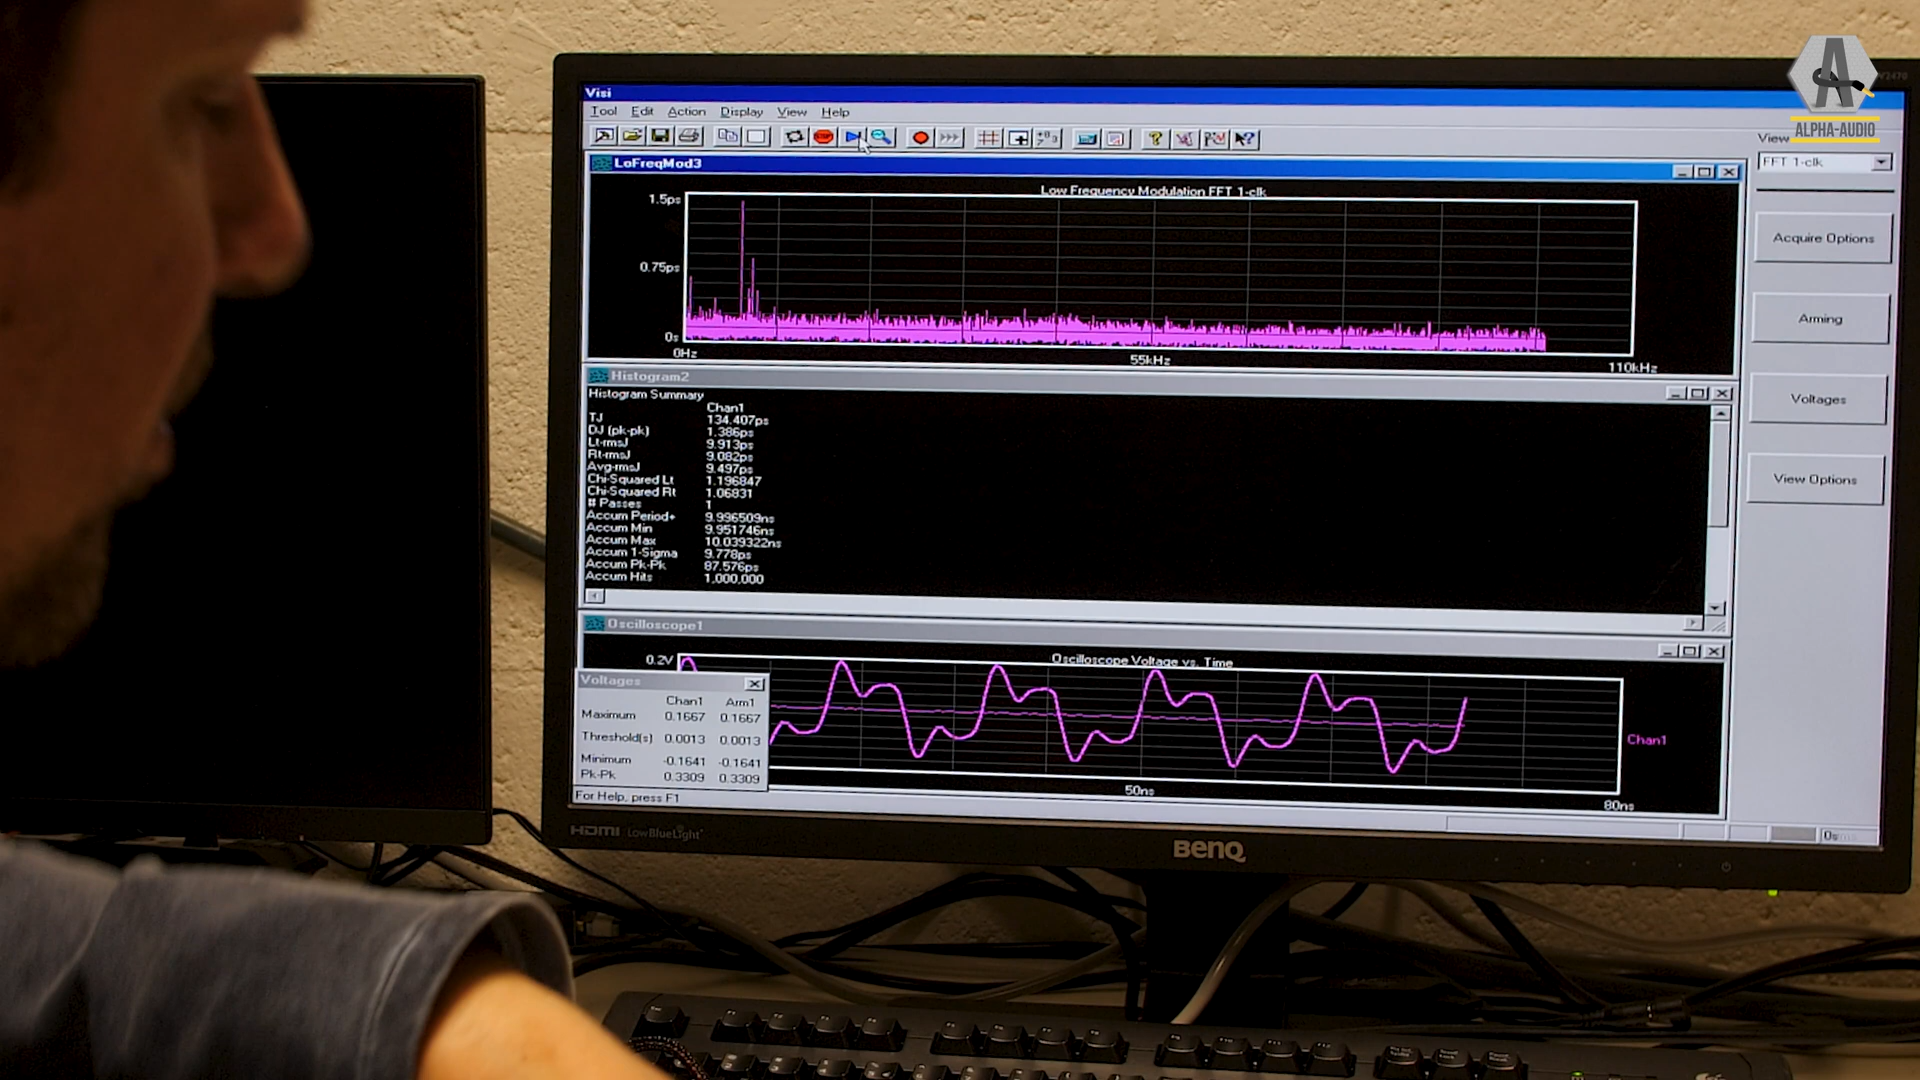 ALPHA-AUDIO
Visi
Tool Edit Action Display View Help
View
FFT 1-clk
LoFreqMod3
Low Frequency Modulation FFT 1-clk
1.5ps
0.75ps
0s
0Hz 55kHz 110kHz
Acquire Options
Arming
Voltages
View Options
Histogram2
Histogram Summary
Chan1
TJ 134.407ps
DJ (pk-pk) 1.386ps
Lt-rmsJ 9.913ps
Rt-rmsJ 9.082ps
Avg-rmsJ 9.497ps
Chi-Squared Lt 1.196847
Chi-Squared Rt 1.06831
# Passes 1
Accum Period+ 9.996509ns
Accum Min 9.951746ns
Accum Max 10.039322ns
Accum 1-Sigma 9.778ps
Accum Pk-Pk 87.576ps
Accum Hits 1,000,000
Oscilloscope1
Oscilloscope Voltage vs. Time
0.2V
Chan1
50ns 80ns
Voltages
Chan1 Arm1
Maximum 0.1667 0.1667
Threshold(s) 0.0013 0.0013
Minimum -0.1641 -0.1641
Pk-Pk 0.3309 0.3309
For Help, press F1
HDMI LowBlueLight
BenQ